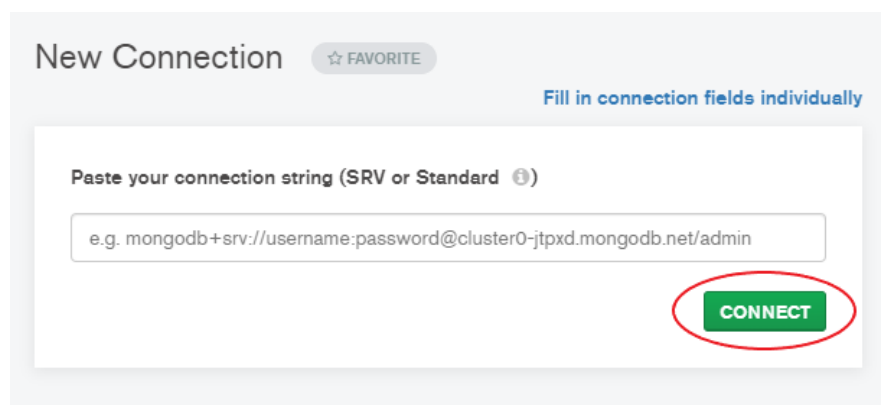 New Connection ☆ FAVORITE
Fill in connection fields individually
Paste your connection string (SRV or Standard ⓘ)
e.g. mongodb+srv://username:password@cluster0-jtpxd.mongodb.net/admin
CONNECT